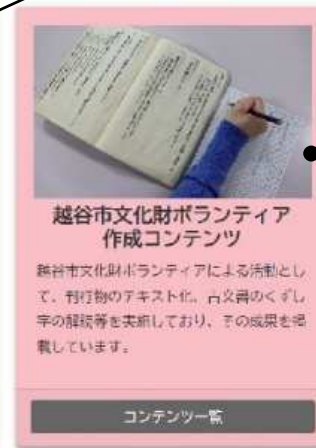 越谷市文化財ボランティア
作成コンテンツ
越谷市文化財ボランティアによる活動とし
て、刊行物のテキスト化、古文書のくずし
字の解読等を実施しており、その成果を掲
載しています。
コンテンツ一覧